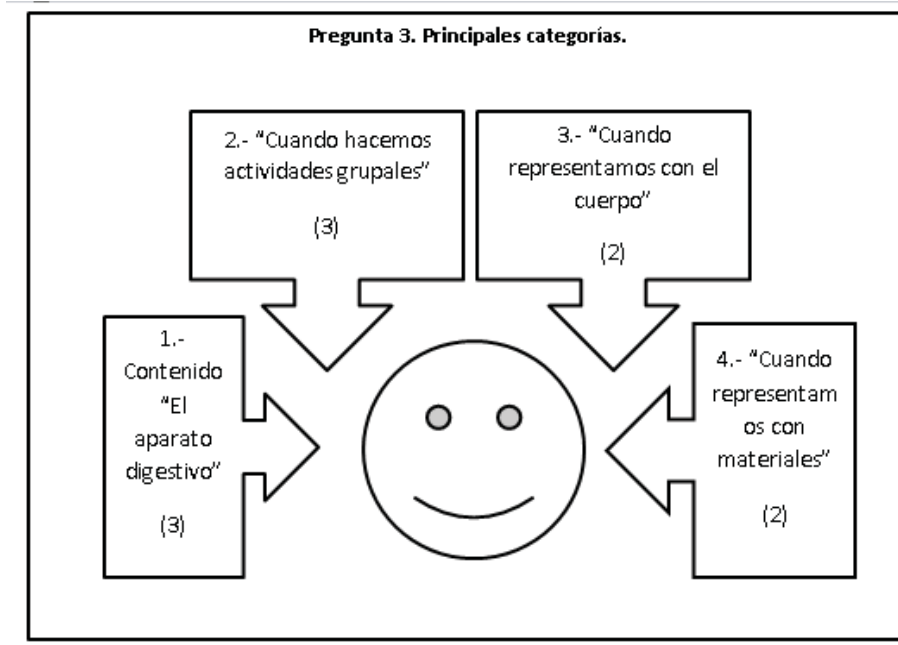 Pregunta 3. Principales categorías.
2.- “Cuando hacemos
actividades grupales”
(3)
3.- “Cuando
representamos con el
cuerpo”
(2)
1.-
Contenido
“El
aparato
digestivo”
(3)
4.- “Cuando
representam
os con
materiales”
(2)